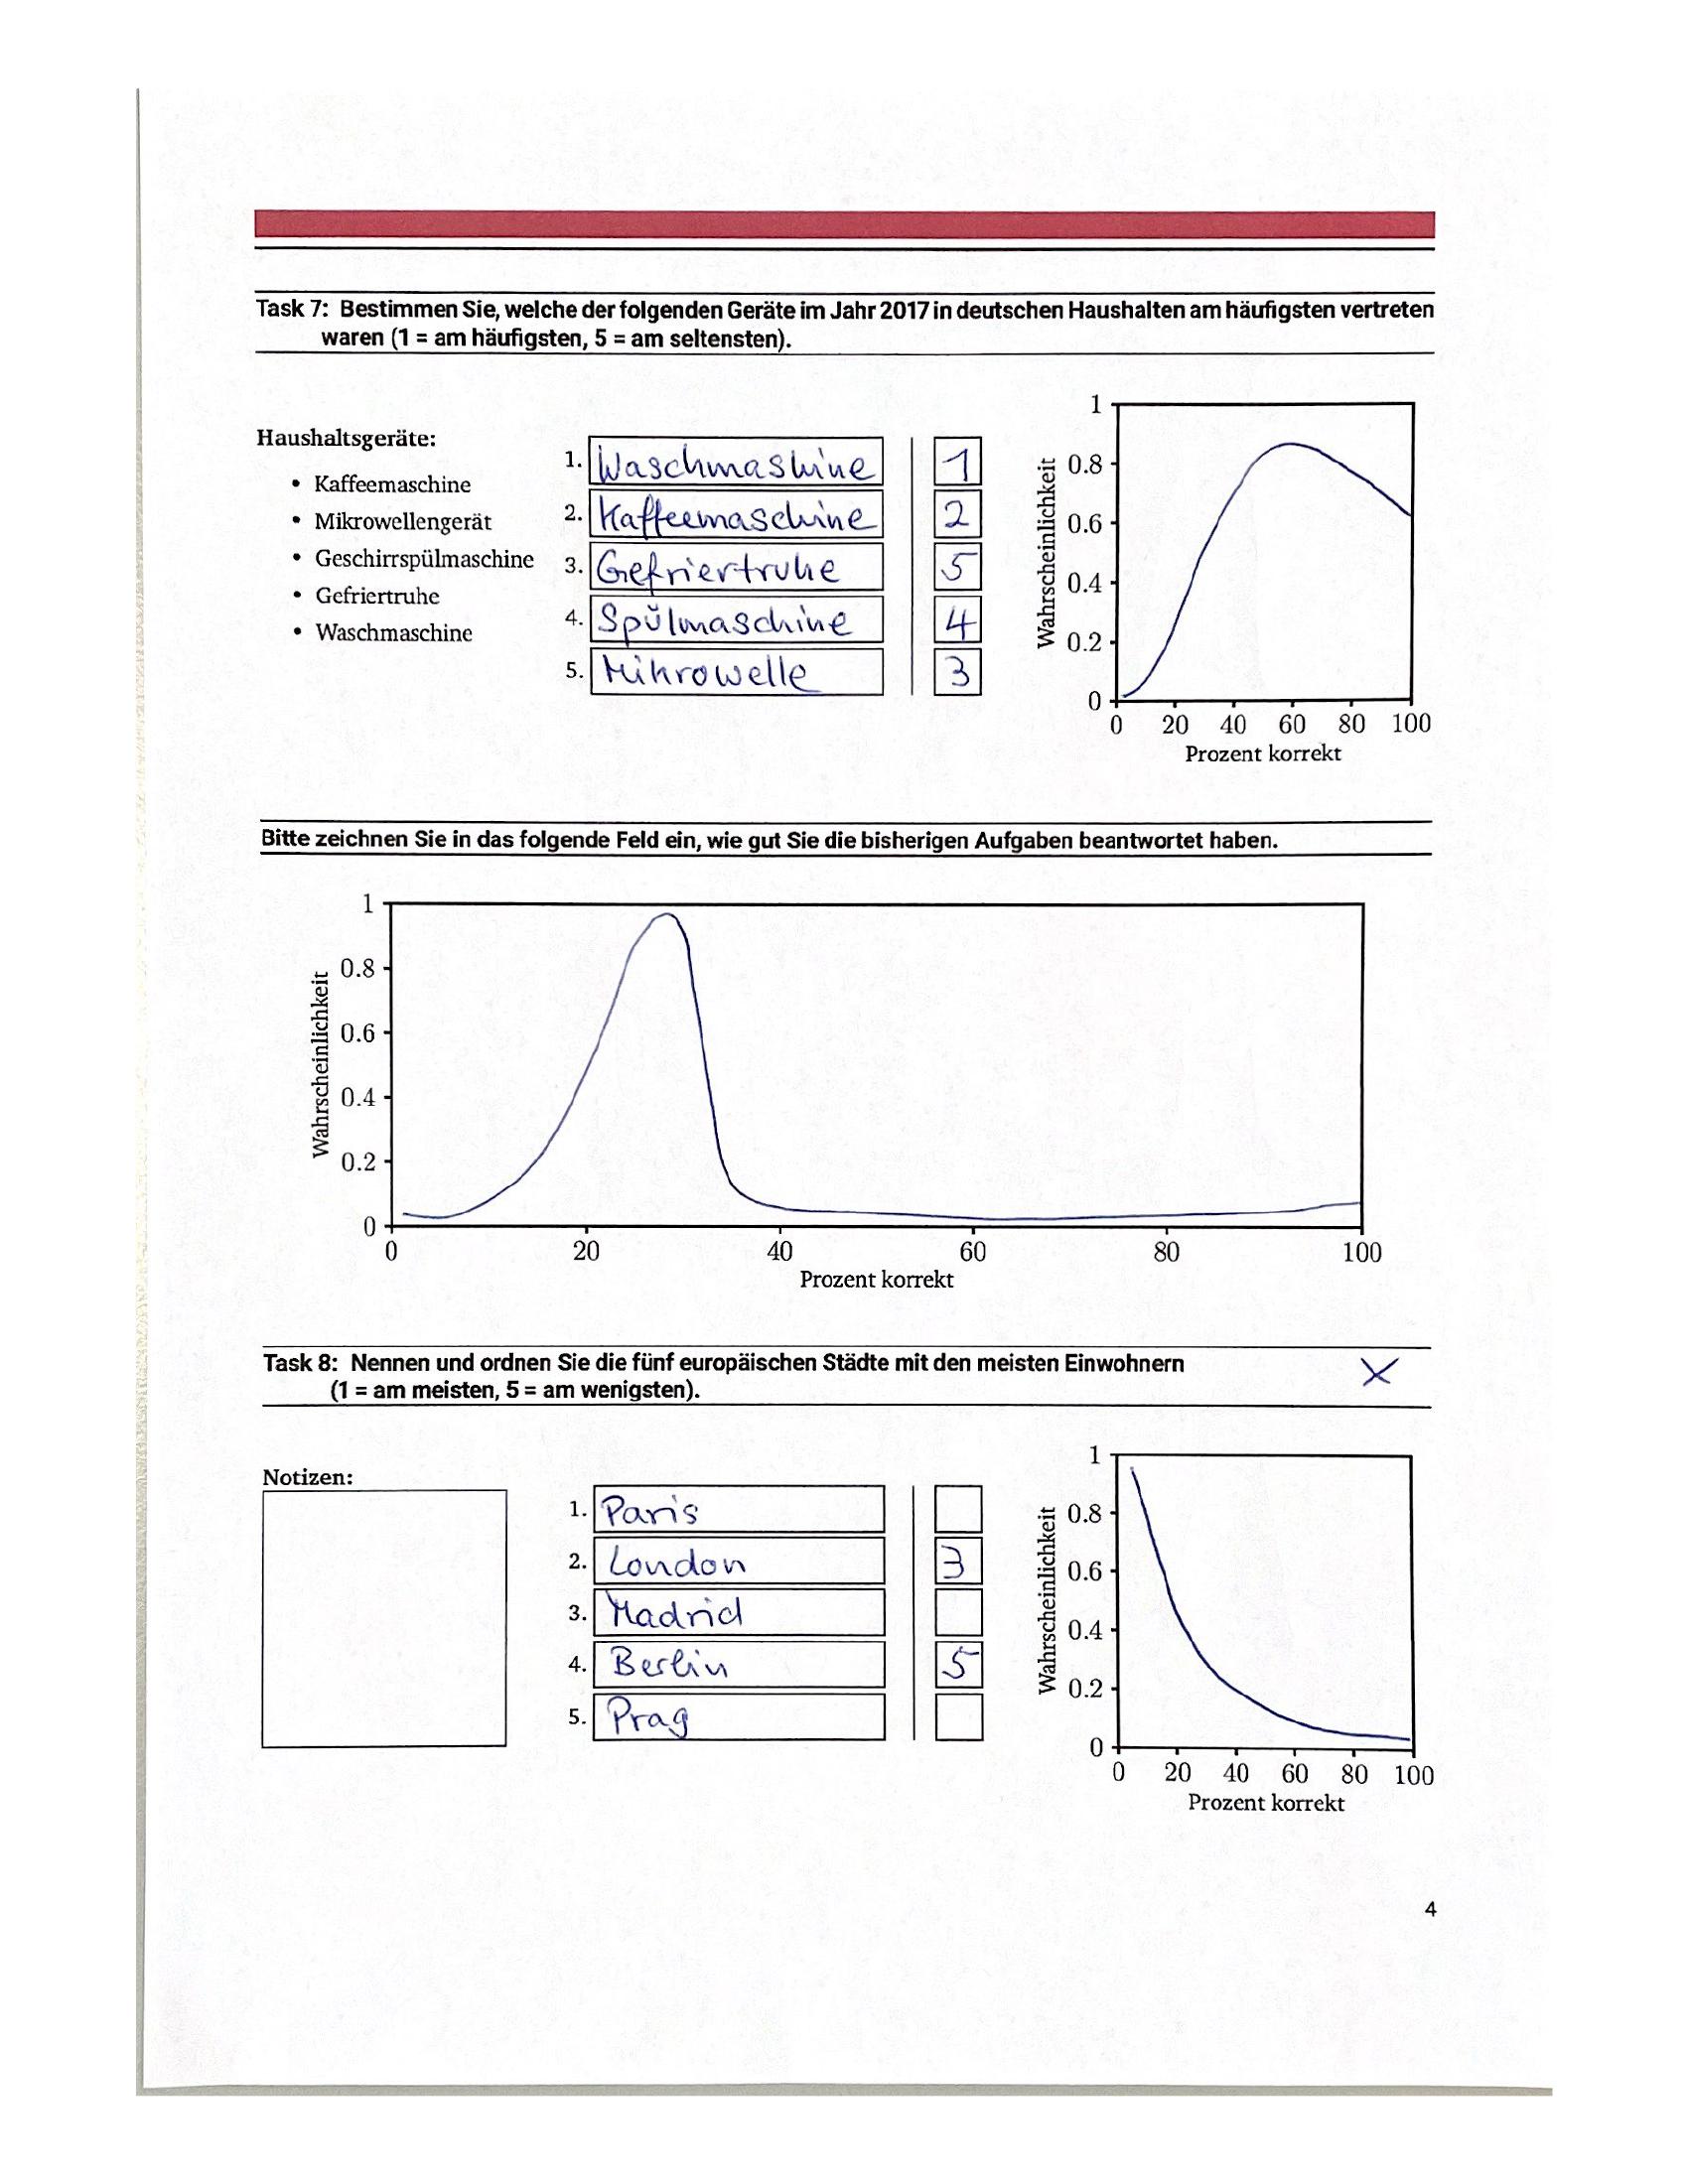 Task 7: Bestimmen Sie, welche der folgenden Geräte im Jahr 2017 in deutschen Haushalten am häufigsten vertreten
waren (1 = am häufigsten, 5 = am seltensten).
Haushaltsgeräte:
• Kaffeemaschine
• Mikrowellengerät
• Geschirrspülmaschine
• Gefriertruhe
• Waschmaschine
1. Waschmashine 1
2. Kaffeemaschine 2
3. Gefriertruhe 5
4. Spülmaschine 4
5. Mikrowelle 3
Wahrscheinlichkeit
1
0.8
0.6
0.4
0.2
0
0 20 40 60 80 100
Prozent korrekt
Bitte zeichnen Sie in das folgende Feld ein, wie gut Sie die bisherigen Aufgaben beantwortet haben.
Wahrscheinlichkeit
1
0.8
0.6
0.4
0.2
0
0 20 40 60 80 100
Prozent korrekt
Task 8: Nennen und ordnen Sie die fünf europäischen Städte mit den meisten Einwohnern X
(1 = am meisten, 5 = am wenigsten).
Notizen:
1. Paris
2. London 3
3. Madrid
4. Berlin 5
5. Prag
Wahrscheinlichkeit
1
0.8
0.6
0.4
0.2
0
0 20 40 60 80 100
Prozent korrekt
4